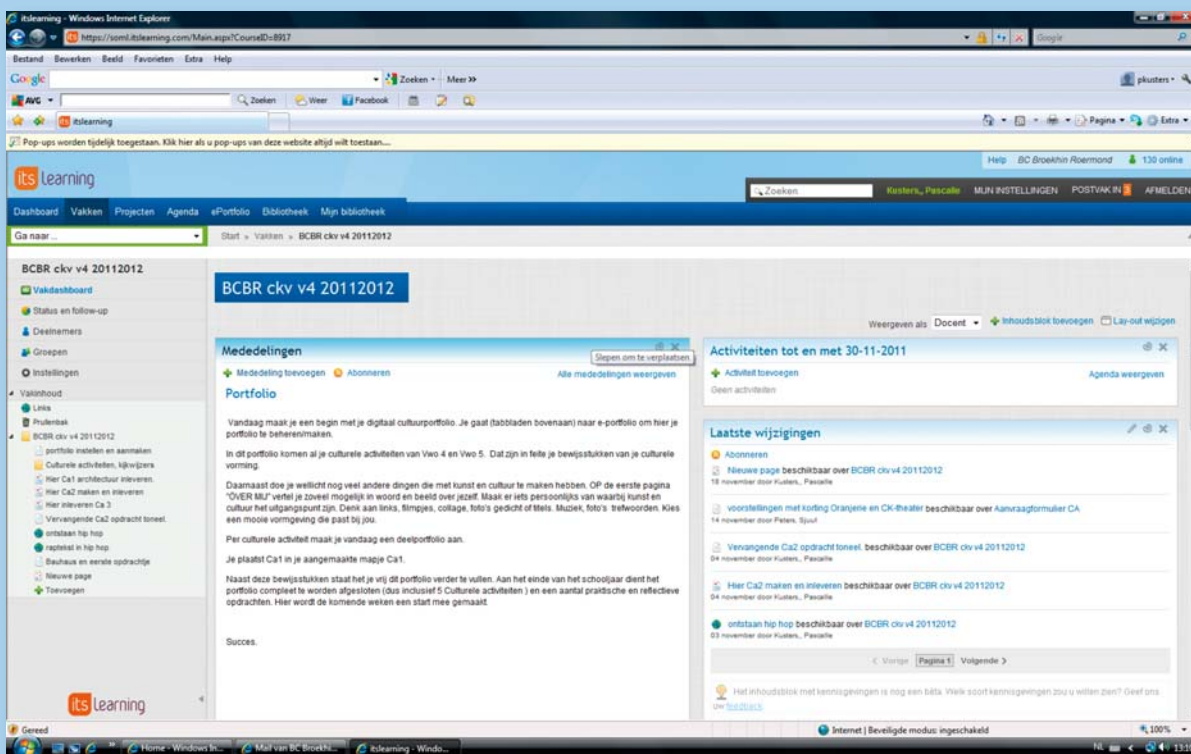 itslearning - Windows Internet Explorer
https://soml.itslearning.com/Main.aspx?CourseID=8917
Google
Bestand Bewerken Beeld Favorieten Extra Help
Google Zoeken Meer >> pkusters
AVG Zoeken Weer Facebook
itslearning Pagina Extra
Pop-ups worden tijdelijk toegestaan. Klik hier als u pop-ups van deze website altijd wilt toestaan....
Help BC Broekhin Roermond 130 online
its Learning
Zoeken Kusters,, Pascalle MIJN INSTELLINGEN POSTVAK IN AFMELDEN
Dashboard Vakken Projecten Agenda ePortfolio Bibliotheek Mijn bibliotheek
Ga naar ... Start » Vakken » BCBR ckv v4 20112012
BCBR ckv v4 20112012
Vakdashboard
Status en follow-up
Deelnemers
Groepen
Instellingen
Vakinhoud
Links
Prullenbak
BCBR ckv v4 20112012
portfolio instellen en aanmaken
Culturele activiteiten, kijkwijzers
Hier Ca1 architectuur inleveren.
Hier Ca2 maken en inleveren
Hier inleveren Ca 3
Vervangende Ca2 opdracht toneel.
ontstaan hip hop
raptekst in hip hop
Bauhaus en eerste opdrachtje
Nieuwe page
Toevoegen
its Learning
BCBR ckv v4 20112012
Weergeven als Docent Inhoudsblok toevoegen Lay-out wijzigen
Mededelingen
Slepen om te verplaatsen
Mededeling toevoegen Abonneren Alle mededelingen weergeven
Portfolio
Vandaag maak je een begin met je digitaal cultuurportfolio. Je gaat (tabbladen bovenaan) naar e-portfolio om hier je
portfolio te beheren/maken.
In dit portfolio komen al je culturele activiteiten van Vwo 4 en Vwo 5. Dat zijn in feite je bewijsstukken van je culturele
vorming.
Daarnaast doe je wellicht nog veel andere dingen die met kunst en cultuur te maken hebben. OP de eerste pagina
"OVER MIJ" vertel je zoveel mogelijk in woord en beeld over jezelf. Maak er iets persoonlijks van waarbij kunst en
cultuur het uitgangspunt zijn. Denk aan links, filmpjes, collage, foto's gedicht of titels. Muziek, foto's trefwoorden. Kies
een mooie vormgeving die past bij jou.
Per culturele activiteit maak je vandaag een deelportfolio aan.
Je plaatst Ca1 in je aangemaakte mapje Ca1.
Naast deze bewijsstukken staat het je vrij dit portfolio verder te vullen. Aan het einde van het schooljaar dient het
portfolio compleet te worden afgesloten (dus inclusief 5 Culturele activiteiten ) en een aantal praktische en reflectieve
opdrachten. Hier wordt de komende weken een start mee gemaakt
Succes.
Activiteiten tot en met 30-11-2011
Activiteit toevoegen Agenda weergeven
Geen activiteiten
Laatste wijzigingen
Abonneren
Nieuwe page beschikbaar over BCBR ckv v4 20112012
18 november door Kusters,, Pascalle
voorstellingen met korting Oranjerie en CK-theater beschikbaar over Aanvraagformulier CA
14 november door Peters, Sjuul
Vervangende Ca2 opdracht toneel. beschikbaar over BCBR ckv v4 20112012
04 november door Kusters,, Pascalle
Hier Ca2 maken en inleveren beschikbaar over BCBR ckv v4 20112012
04 november door Kusters,, Pascalle
ontstaan hip hop beschikbaar over BCBR ckv v4 20112012
03 november door Kusters,, Pascalle
Vorige Pagina 1 Volgende
Het inhoudsblok met kennisgevingen is nog een bèta. Welk soort kennisgevingen zou u willen zien? Geef ons
uw feedback
Gereed Internet | Beveiligde modus: ingeschakeld 100%
Home - Windows In... Mail van BC Broekhi... itslearning - Windo... NL